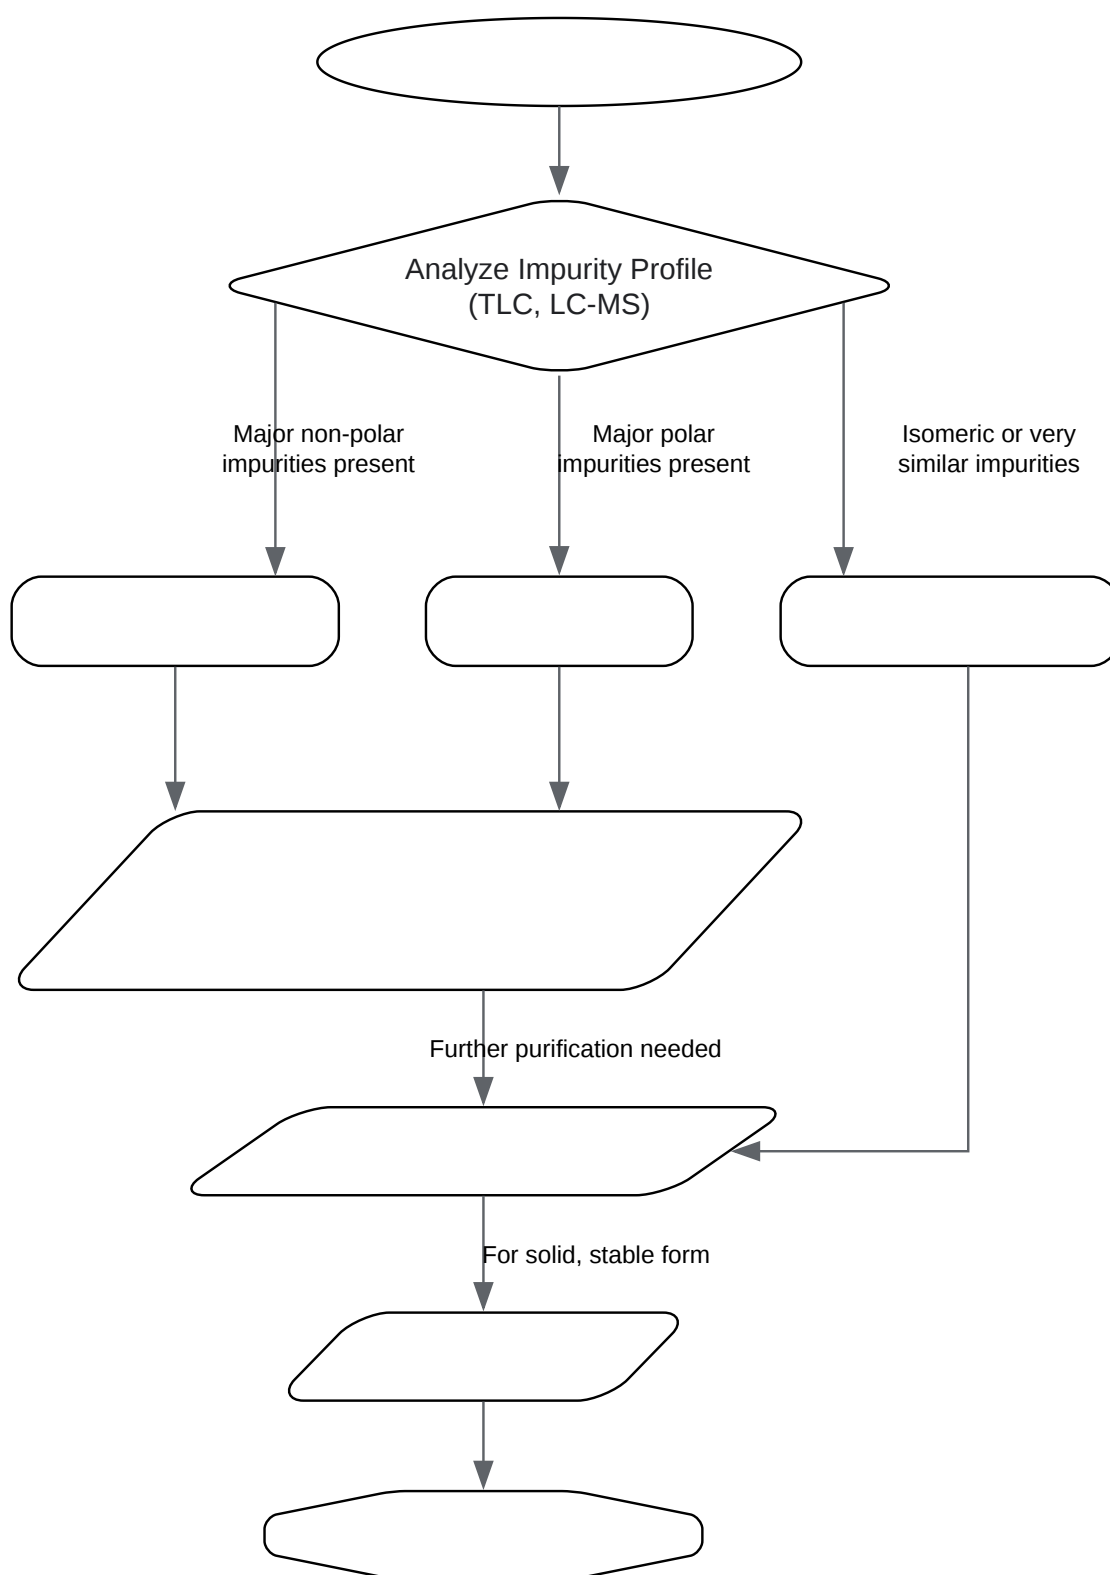 Analyze Impurity Profile
(TLC, LC-MS)
Major non-polar
impurities present
Major polar
impurities present
Isomeric or very
similar impurities
Further purification needed
For solid, stable form